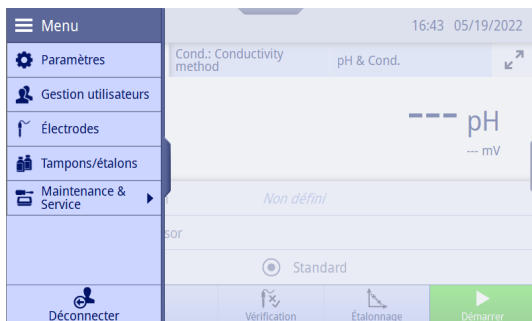 Menu
16:43 05/19/2022
Paramètres
Cond.: Conductivity
method
pH & Cond.
Gestion utilisateurs
Électrodes
--- pH
--- mV
Tampons/étalons
Maintenance &
Service
Non défini
sor
Standard
Déconnecter
Vérification
Étalonnage
Démarrer